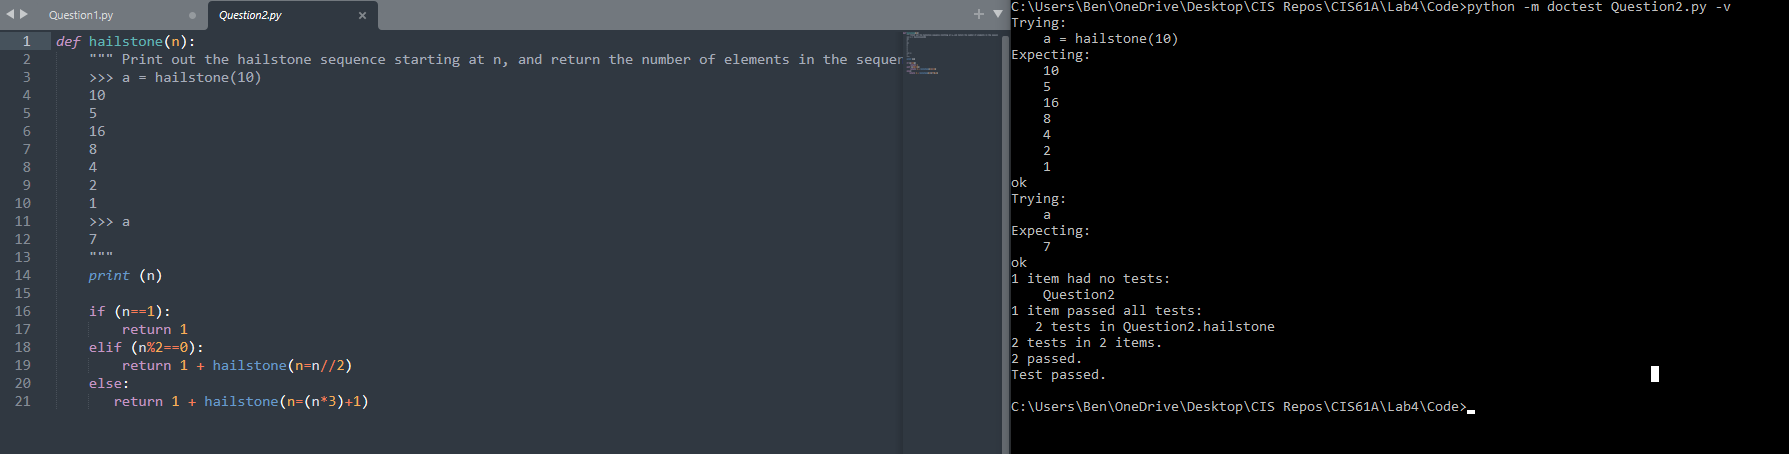 Question1.py
Question2.py
1 def hailstone(n):
2 """ Print out the hailstone sequence starting at n, and return the number of elements in the
3 >>> a = hailstone(10)
4 10
5 5
6 16
7 8
8 4
9 2
10 1
11 >>> a
12 7
13 """
14 print (n)
15
16 if (n==1):
17 return 1
18 elif (n%2==0):
19 return 1 + hailstone(n=n//2)
20 else:
21 return 1 + hailstone(n=(n*3)+1)
C:\Users\Ben\OneDrive\Desktop\CIS Repos\CIS61A\Lab4\Code>python -m doctest Question2.py -v
Trying:
a = hailstone(10)
Expecting:
10
5
16
8
4
2
1
ok
Trying:
a
Expecting:
7
ok
1 item had no tests:
Question2
1 item passed all tests:
2 tests in Question2.hailstone
2 tests in 2 items.
2 passed.
Test passed.
C:\Users\Ben\OneDrive\Desktop\CIS Repos\CIS61A\Lab4\Code>